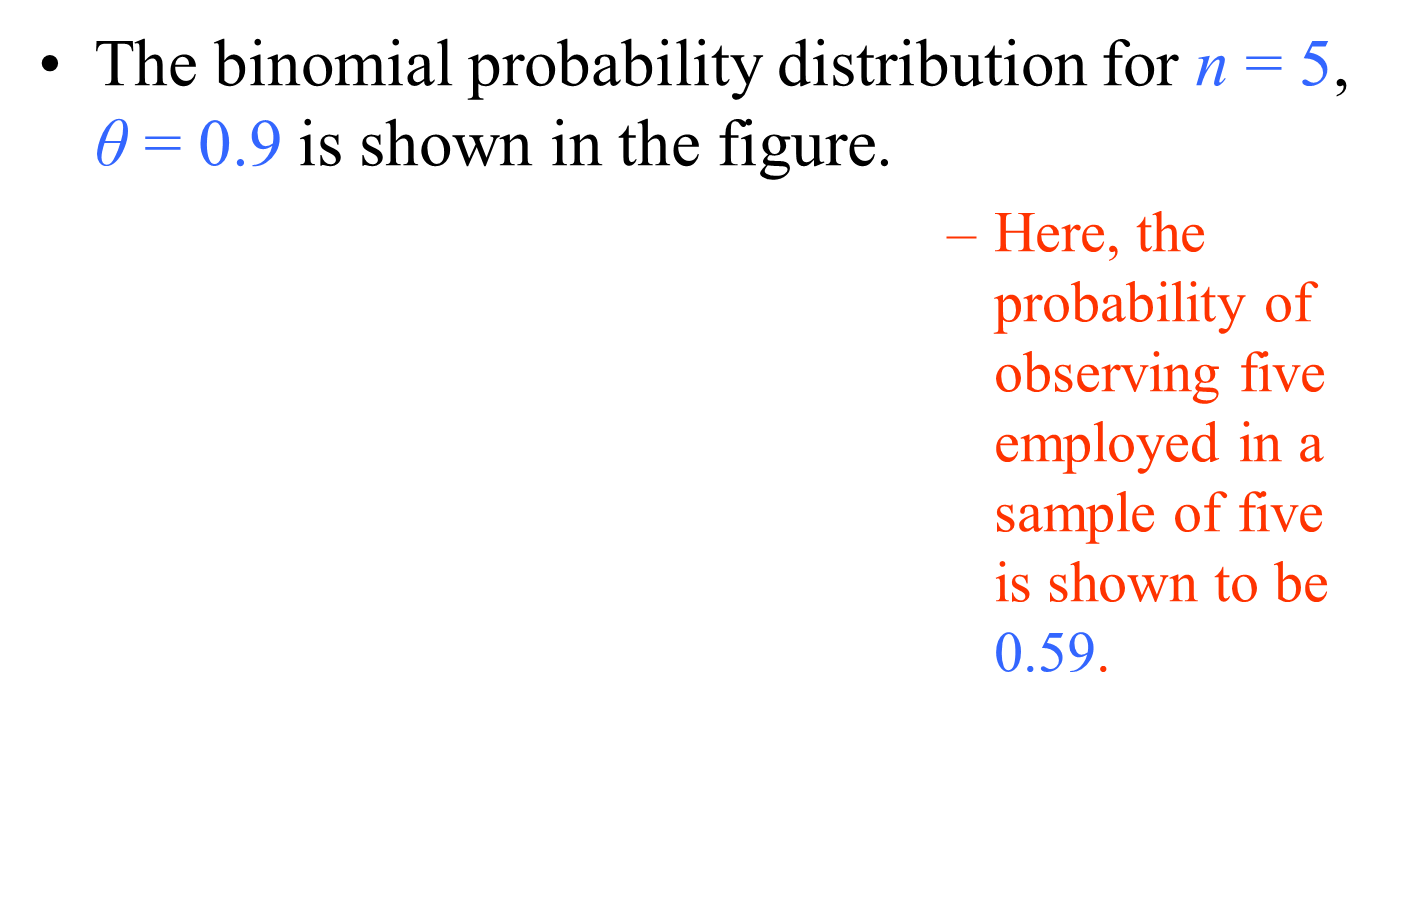 • The binomial probability distribution for n = 5,
θ = 0.9 is shown in the figure.
– Here, the
probability of
observing five
employed in a
sample of five
is shown to be
0.59.